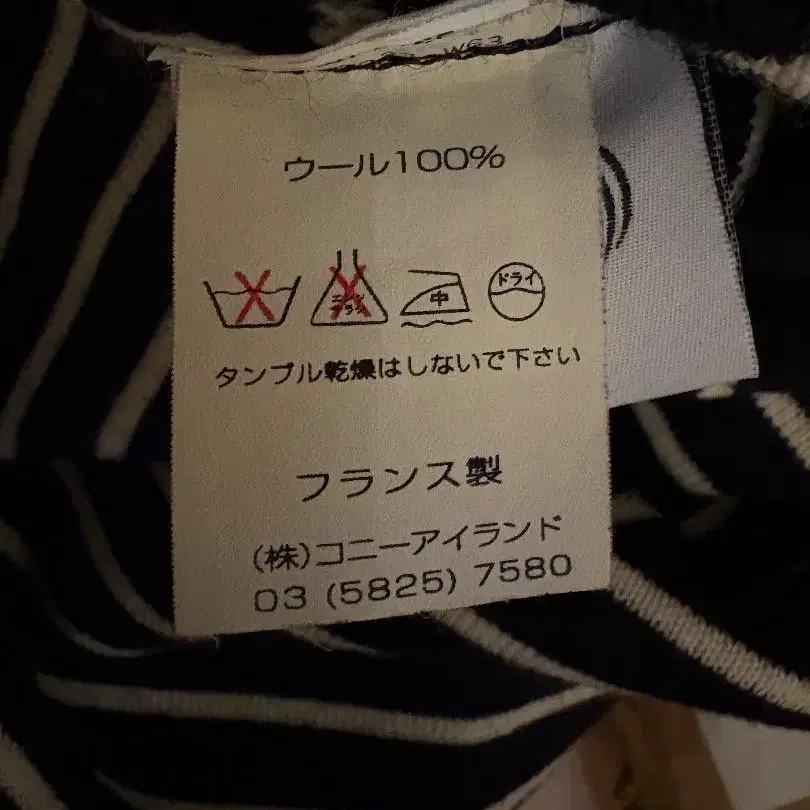 ウール100%
中
ドライ
タンブル乾燥はしないで下さい
フランス製
(株)コニーアイランド
03 (5825) 7580